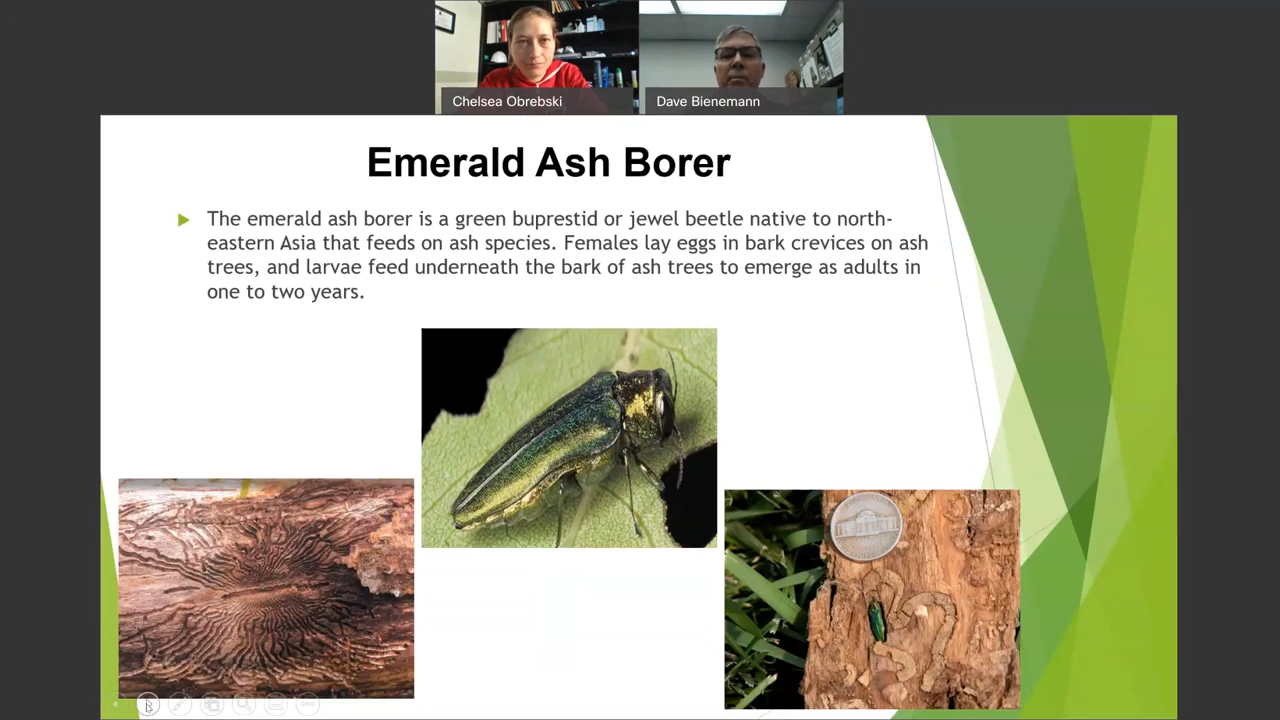 Chelsea Obrebski
Dave Bienemann
Emerald Ash Borer
The emerald ash borer is a green buprestid or jewel beetle native to north-
eastern Asia that feeds on ash species. Females lay eggs in bark crevices on ash
trees, and larvae feed underneath the bark of ash trees to emerge as adults in
one to two years.